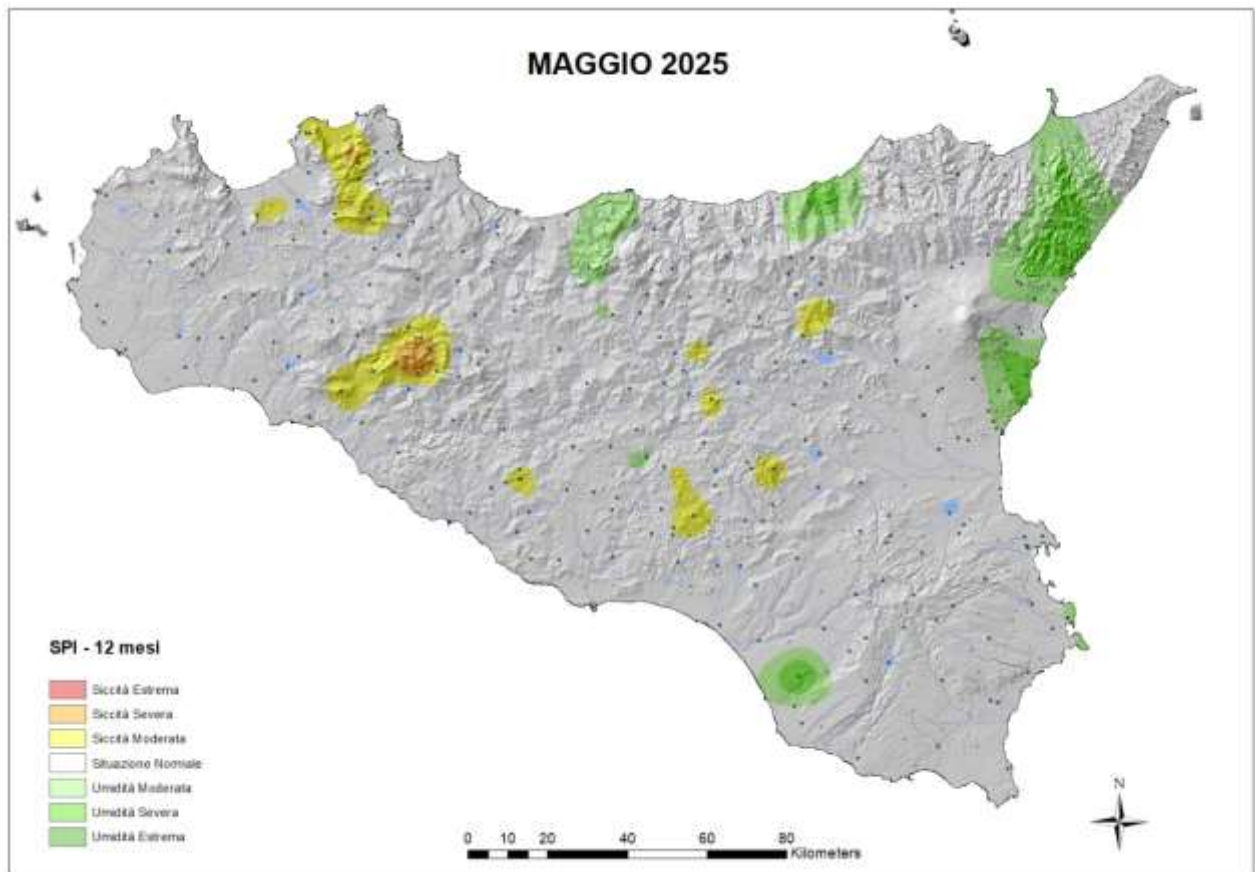 MAGGIO 2025
SPI - 12 mesi
Siccità Estrema
Siccità Severa
Siccità Moderata
Situazione Normale
Umidità Moderata
Umidità Severa
Umidità Estrema
N
0 10 20 40 60 80
Kilometers